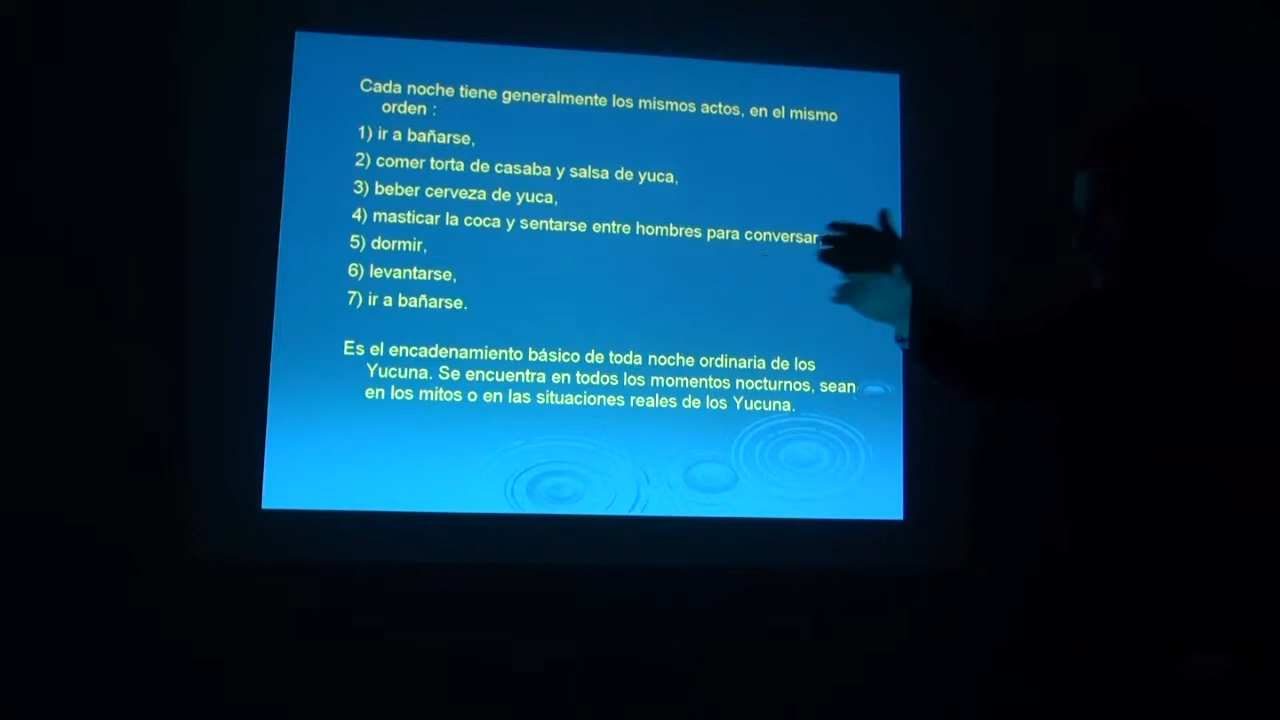 Cada noche tiene generalmente los mismos actos, en el mismo
orden :
1) ir a bañarse,
2) comer torta de casaba y salsa de yuca,
3) beber cerveza de yuca,
4) masticar la coca y sentarse entre hombres para conversar,
5) dormir,
6) levantarse,
7) ir a bañarse.
Es el encadenamiento básico de toda noche ordinaria de los
Yucuna. Se encuentra en todos los momentos nocturnos, sean
en los mitos o en las situaciones reales de los Yucuna.